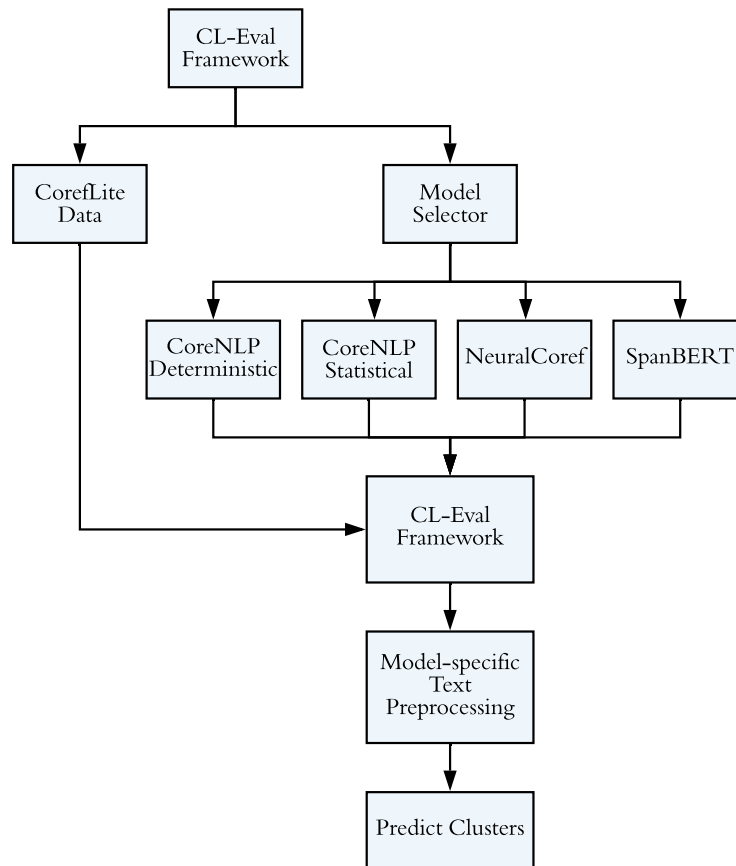 CL-Eval
Framework
CorefLite
Data
Model
Selector
CoreNLP
Deterministic
CoreNLP
Statistical
NeuralCoref
SpanBERT
CL-Eval
Framework
Model-specific
Text
Preprocessing
Predict Clusters